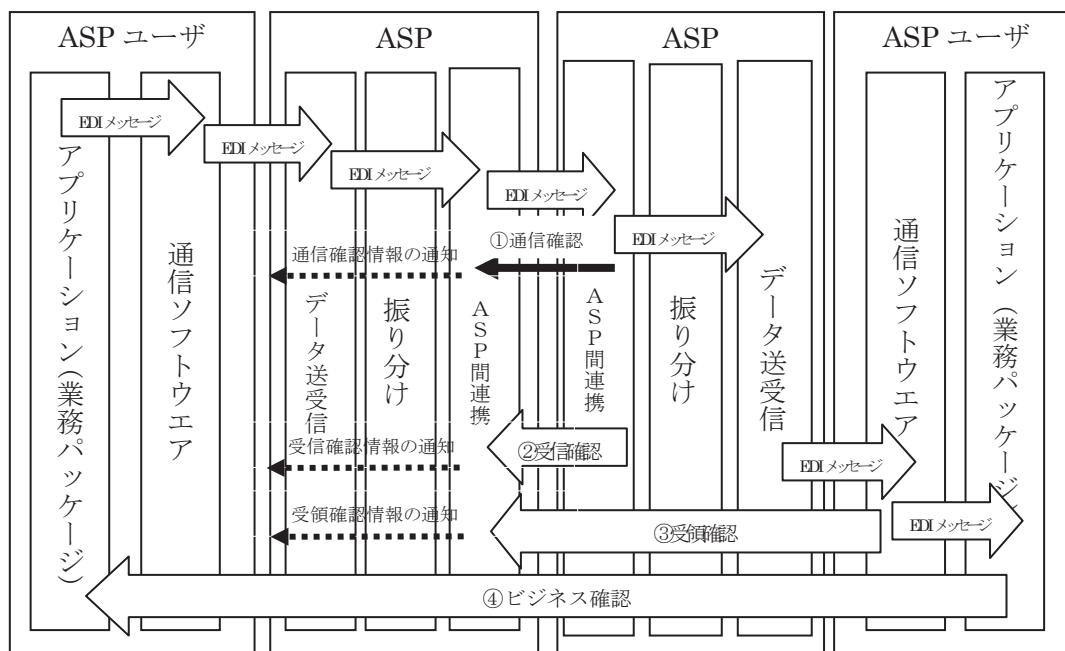 ASP ユーザ
ASP
ASP
ASP ユーザ
EDIメッセージ
EDIメッセージ
EDIメッセージ
EDIメッセージ
EDIメッセージ
①通信確認
通信確認情報の通知
アプリケーション(業務パッケージ)
通信ソフトウエア
データ送受信
振り分け
ASP間連携
ASP間連携
振り分け
データ送受信
通信ソフトウエア
アプリケーション(業務パッケージ)
②受信確認
受信確認情報の通知
EDIメッセージ
受領確認情報の通知
③受領確認
EDIメッセージ
④ビジネス確認